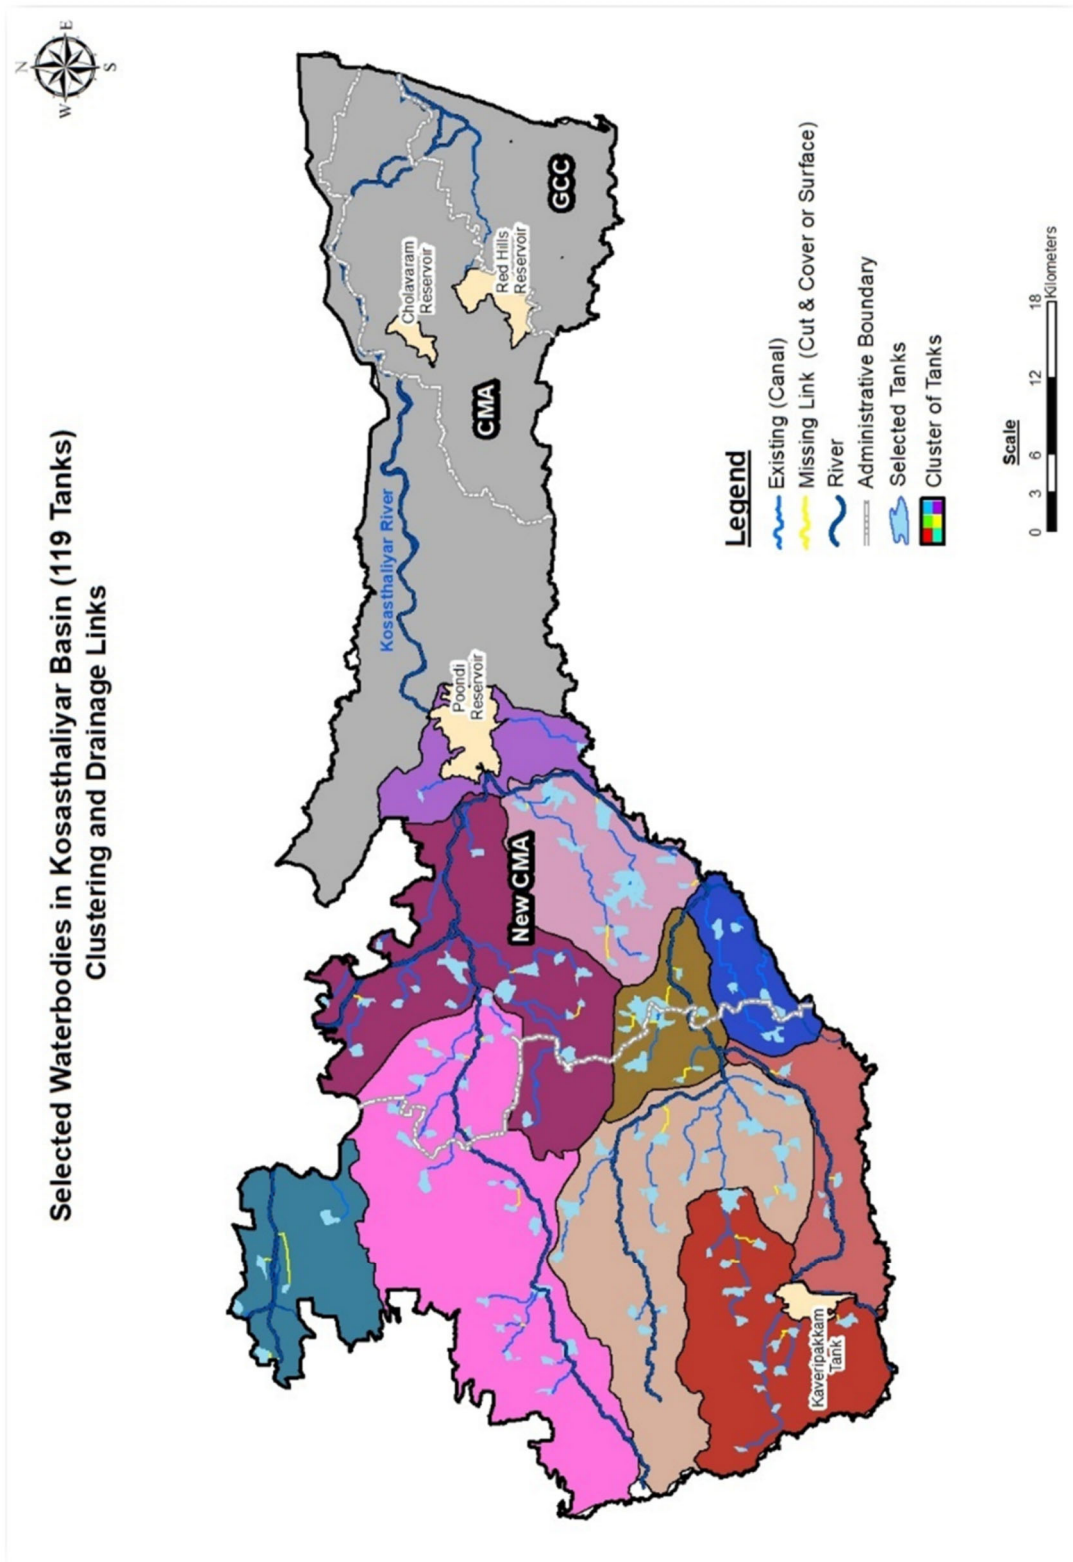 Selected Waterbodies in Kosasthaliyar Basin (119 Tanks)
Clustering and Drainage Links
N
E
S
W
Kosasthaliyar River
Cholavaram
Reservoir
Red Hills
Reservoir
GCC
CMA
Poondi
Reservoir
New CMA
Kaveripakkam
Tank
Legend
Existing (Canal)
Missing Link (Cut & Cover or Surface)
River
Administrative Boundary
Selected Tanks
Cluster of Tanks
Scale
0 3 6 12 18
Kilometers